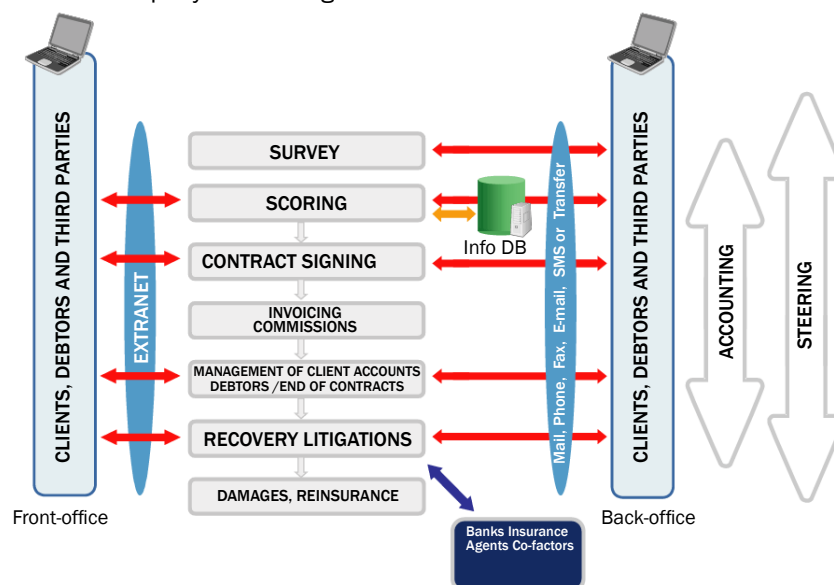 CLIENTS, DEBTORS AND THIRD PARTIES
Front-office
EXTRANET
SURVEY
SCORING
CONTRACT SIGNING
INVOICING
COMMISSIONS
MANAGEMENT OF CLIENT ACCOUNTS
DEBTORS /END OF CONTRACTS
RECOVERY LITIGATIONS
DAMAGES, REINSURANCE
Info DB
Banks Insurance
Agents Co-factors
Mail, Phone, Fax, E-mail, SMS or Transfer
CLIENTS, DEBTORS AND THIRD PARTIES
Back-office
ACCOUNTING
STEERING